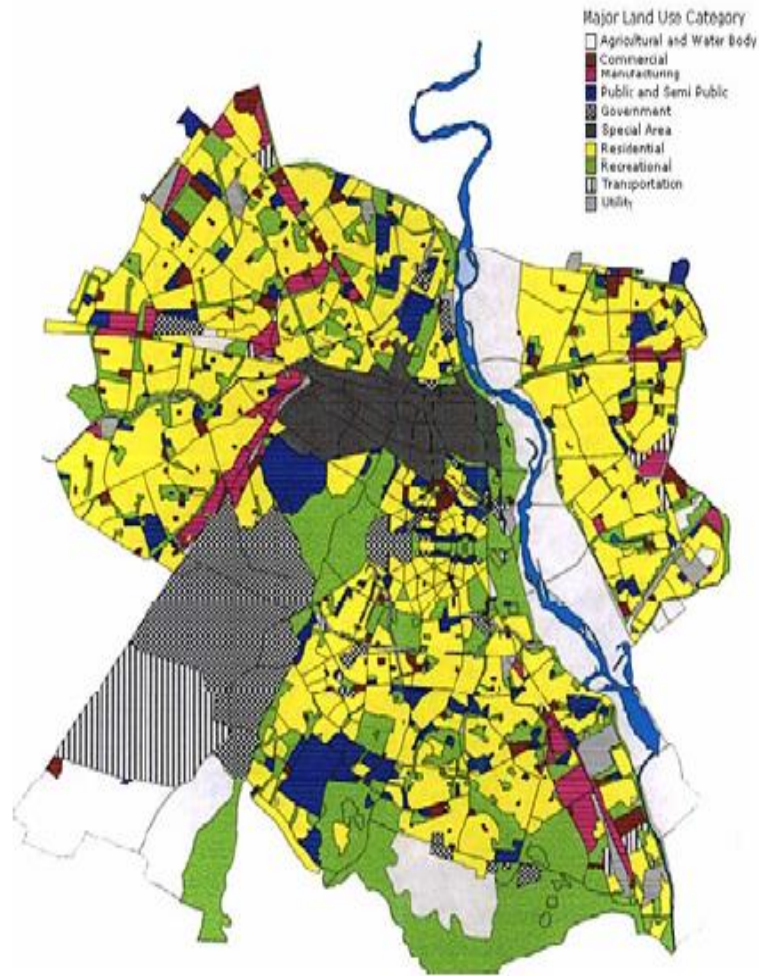 Major Land Use Category
Agricultural and Water Body
Commercial
Manufacturing
Public and Semi Public
Government
Special Area
Residential
Recreational
Transportation
Utility